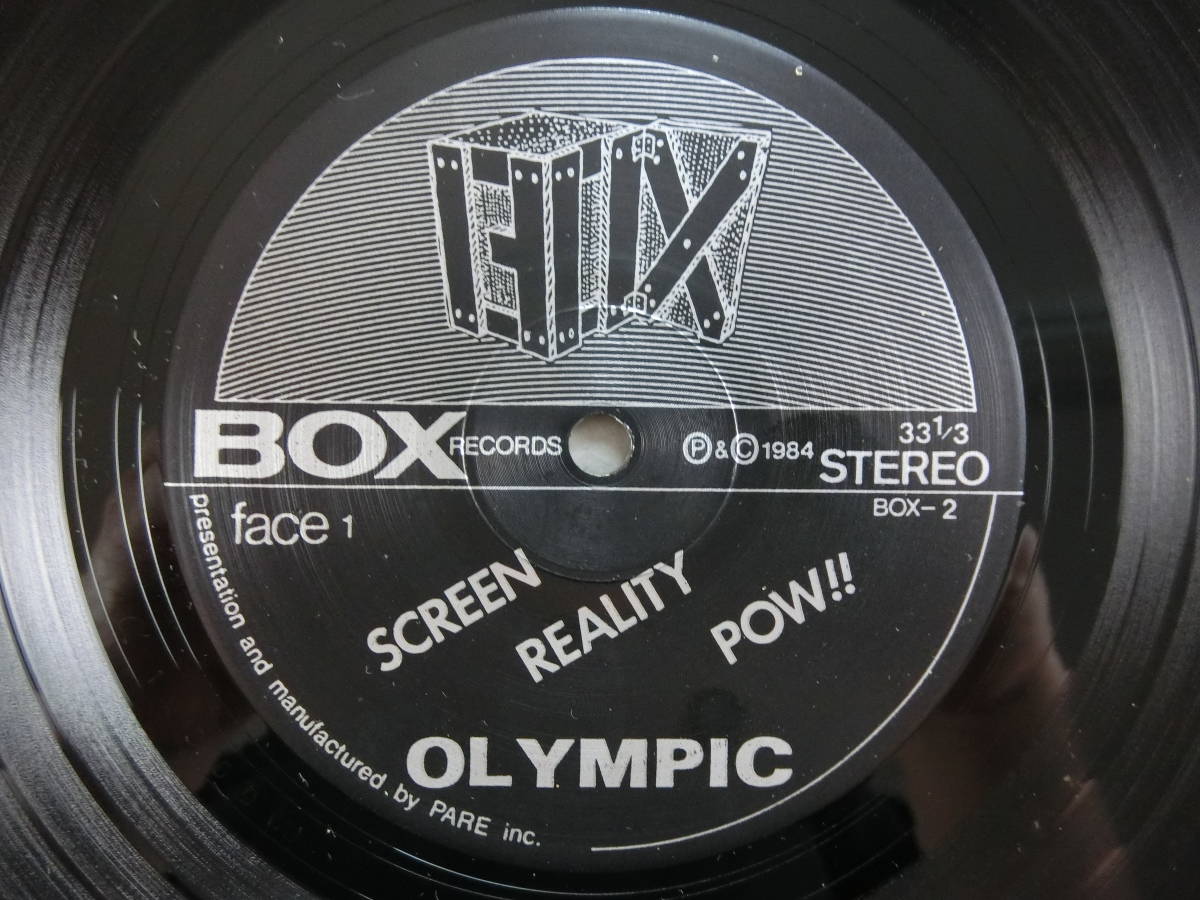 BOX RECORDS
℗&©1984
33 1/3
STEREO
BOX-2
face 1
SCREEN
REALITY
POW!!
OLYMPIC
presentation and manufactured by PARE inc.